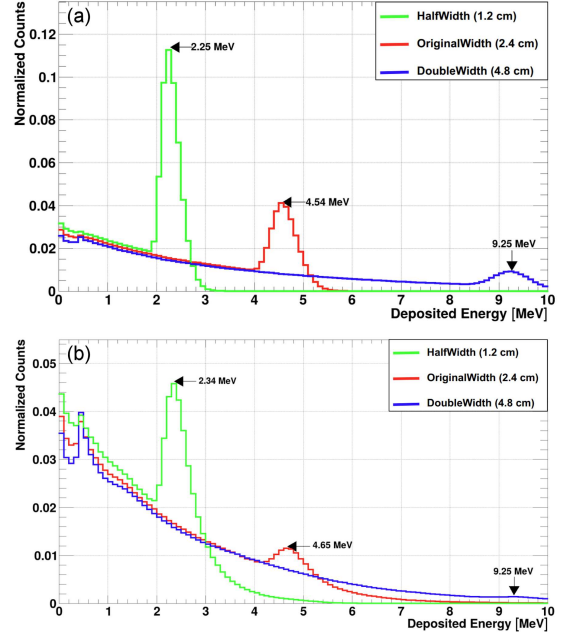 (a)
Normalized Counts
0.12
0.1
0.08
0.06
0.04
0.02
0
2.25 MeV
4.54 MeV
9.25 MeV
HalfWidth (1.2 cm)
OriginalWidth (2.4 cm)
DoubleWidth (4.8 cm)
0 1 2 3 4 5 6 7 8 9 10
Deposited Energy [MeV]
(b)
Normalized Counts
0.05
0.04
0.03
0.02
0.01
0
2.34 MeV
4.65 MeV
9.25 MeV
HalfWidth (1.2 cm)
OriginalWidth (2.4 cm)
DoubleWidth (4.8 cm)
0 1 2 3 4 5 6 7 8 9 10
Deposited Energy [MeV]